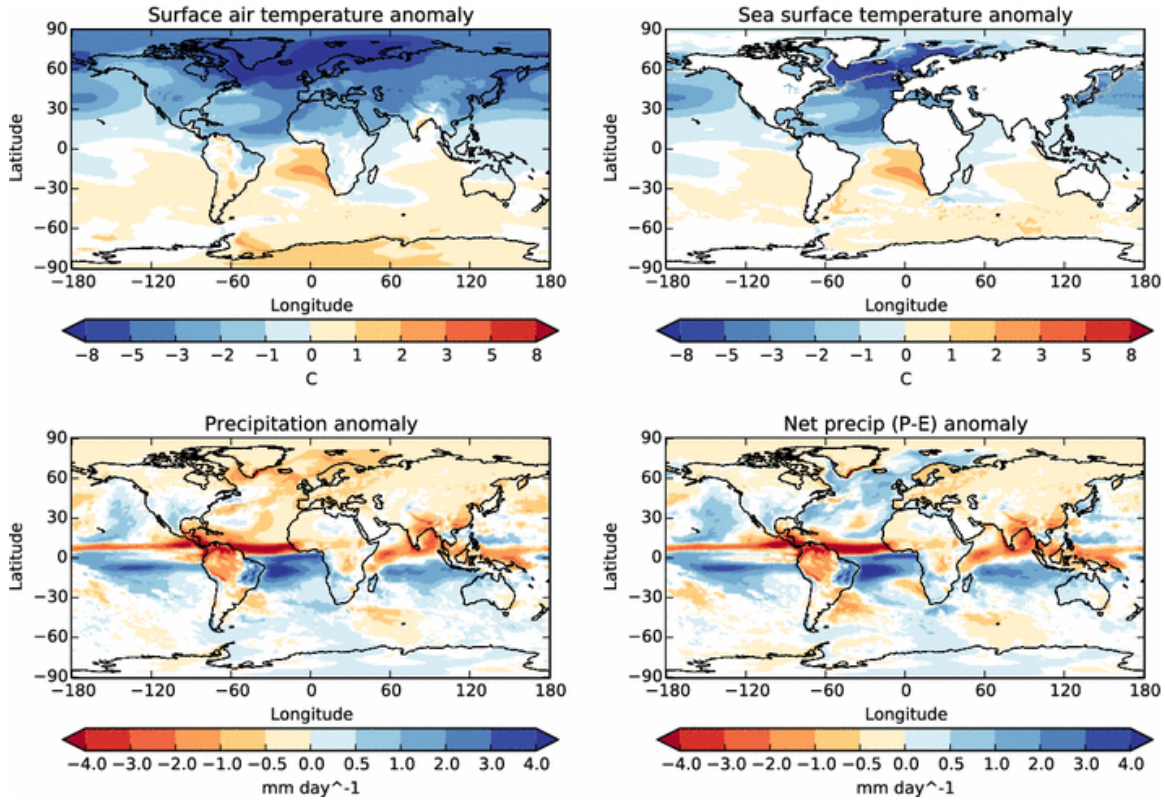 Surface air temperature anomaly
90
60
30
0
−30
−60
−90
Latitude
−180 −120 −60 0 60 120 180
Longitude
−8 −5 −3 −2 −1 0 1 2 3 5 8
C
Sea surface temperature anomaly
90
60
30
0
−30
−60
−90
Latitude
−180 −120 −60 0 60 120 180
Longitude
−8 −5 −3 −2 −1 0 1 2 3 5 8
C
Precipitation anomaly
90
60
30
0
−30
−60
−90
Latitude
−180 −120 −60 0 60 120 180
Longitude
−4.0 −3.0 −2.0 −1.0 −0.5 0.0 0.5 1.0 2.0 3.0 4.0
mm day^-1
Net precip (P-E) anomaly
90
60
30
0
−30
−60
−90
Latitude
−180 −120 −60 0 60 120 180
Longitude
−4.0 −3.0 −2.0 −1.0 −0.5 0.0 0.5 1.0 2.0 3.0 4.0
mm day^-1